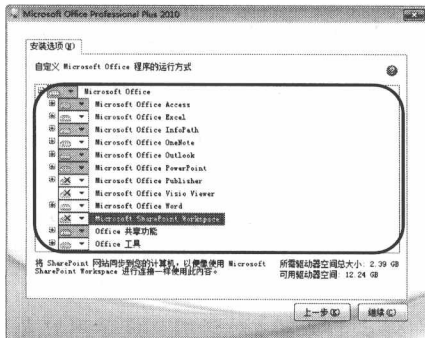 Microsoft Office Professional Plus 2010
安装选项(N)
自定义 Microsoft Office 程序的运行方式
Microsoft Office
Microsoft Office Access
Microsoft Office Excel
Microsoft Office InfoPath
Microsoft Office OneNote
Microsoft Office Outlook
Microsoft Office PowerPoint
Microsoft Office Publisher
Microsoft Office Visio Viewer
Microsoft Office Word
Microsoft SharePoint Workspace
Office 共享功能
Office 工具
将 SharePoint 网站同步到您的计算机，以便像使用 Microsoft SharePoint Workspace 进行连接一样使用此内容。
所需驱动器空间总大小: 2.39 GB
可用驱动器空间: 12.24 GB
上一步(V)
继续(C)